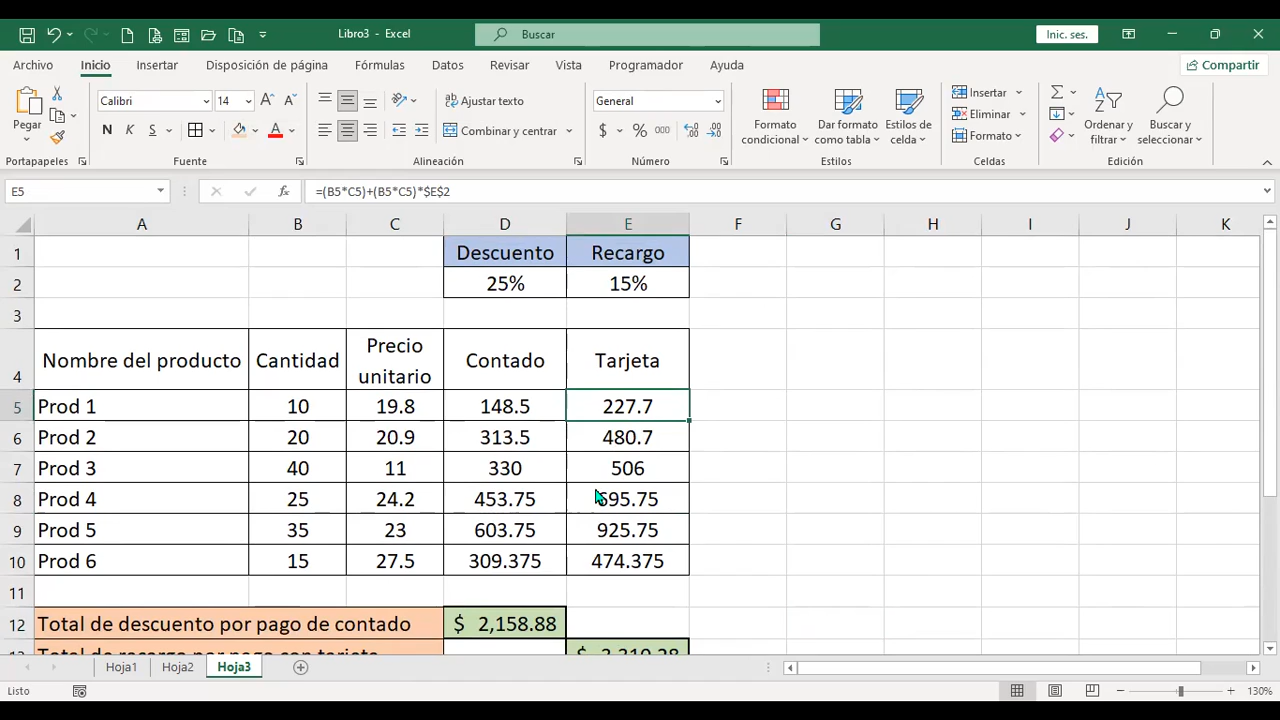 Libro3 - Excel
Buscar
Inic. ses.
Archivo Inicio Insertar Disposición de página Fórmulas Datos Revisar Vista Programador Ayuda
Compartir
Pegar
Calibri 14
N K S
Ajustar texto
Combinar y centrar
General
$ % 000
Formato condicional
Dar formato como tabla
Estilos de celda
Insertar
Eliminar
Formato
Ordenar y filtrar
Buscar y seleccionar
Portapapeles Fuente Alineación Número Estilos Celdas Edición
E5 fx =(B5*C5)+(B5*C5)*$E$2
A B C D E F G H I J K
1 Descuento Recargo
2 25% 15%
3
4 Nombre del producto Cantidad Precio unitario Contado Tarjeta
5 Prod 1 10 19.8 148.5 227.7
6 Prod 2 20 20.9 313.5 480.7
7 Prod 3 40 11 330 506
8 Prod 4 25 24.2 453.75 695.75
9 Prod 5 35 23 603.75 925.75
10 Prod 6 15 27.5 309.375 474.375
11
12 Total de descuento por pago de contado $ 2,158.88
Total de recargo por pago con tarjeta $ 3,310.28
Hoja1 Hoja2 Hoja3
Listo
130%